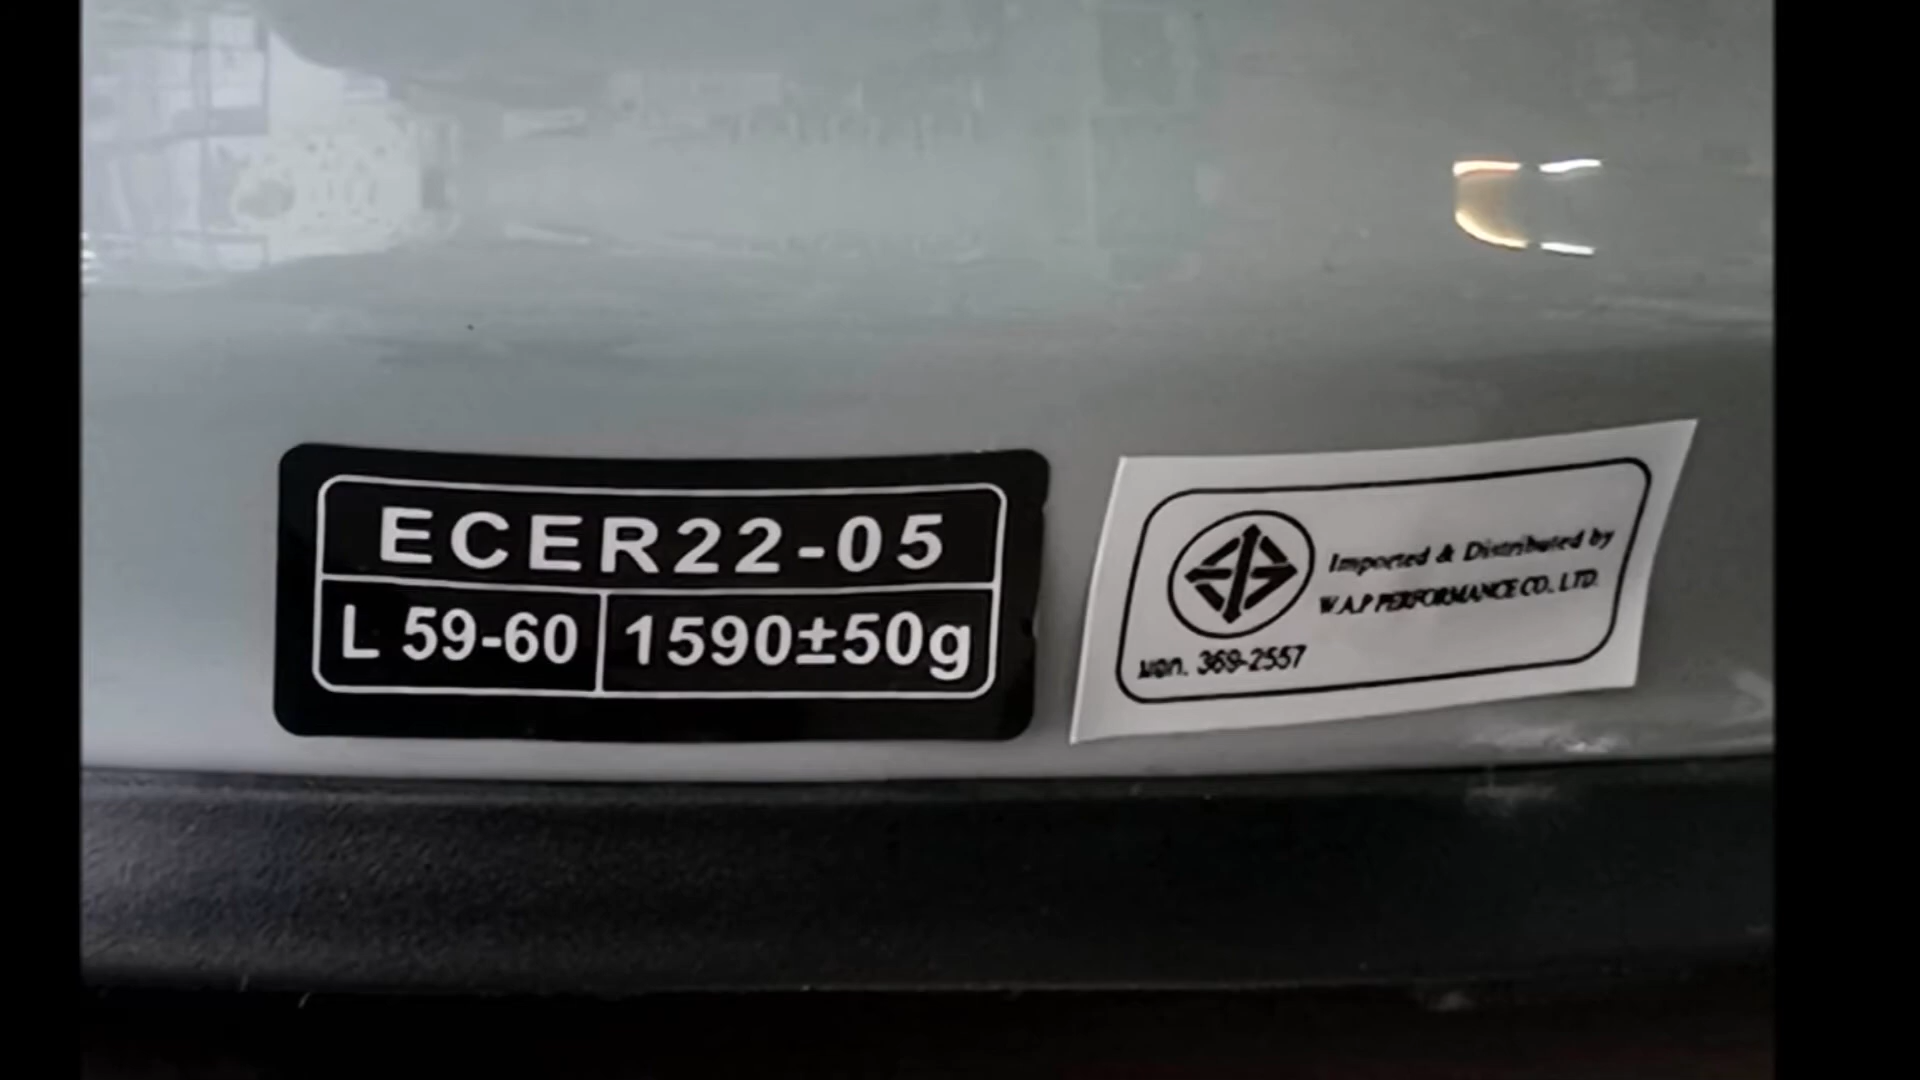 ECER22-05
L 59-60 1590±50g
Imported & Distributed by
W.A.P PERFORMANCE CO., LTD.
มอก. 369-2557